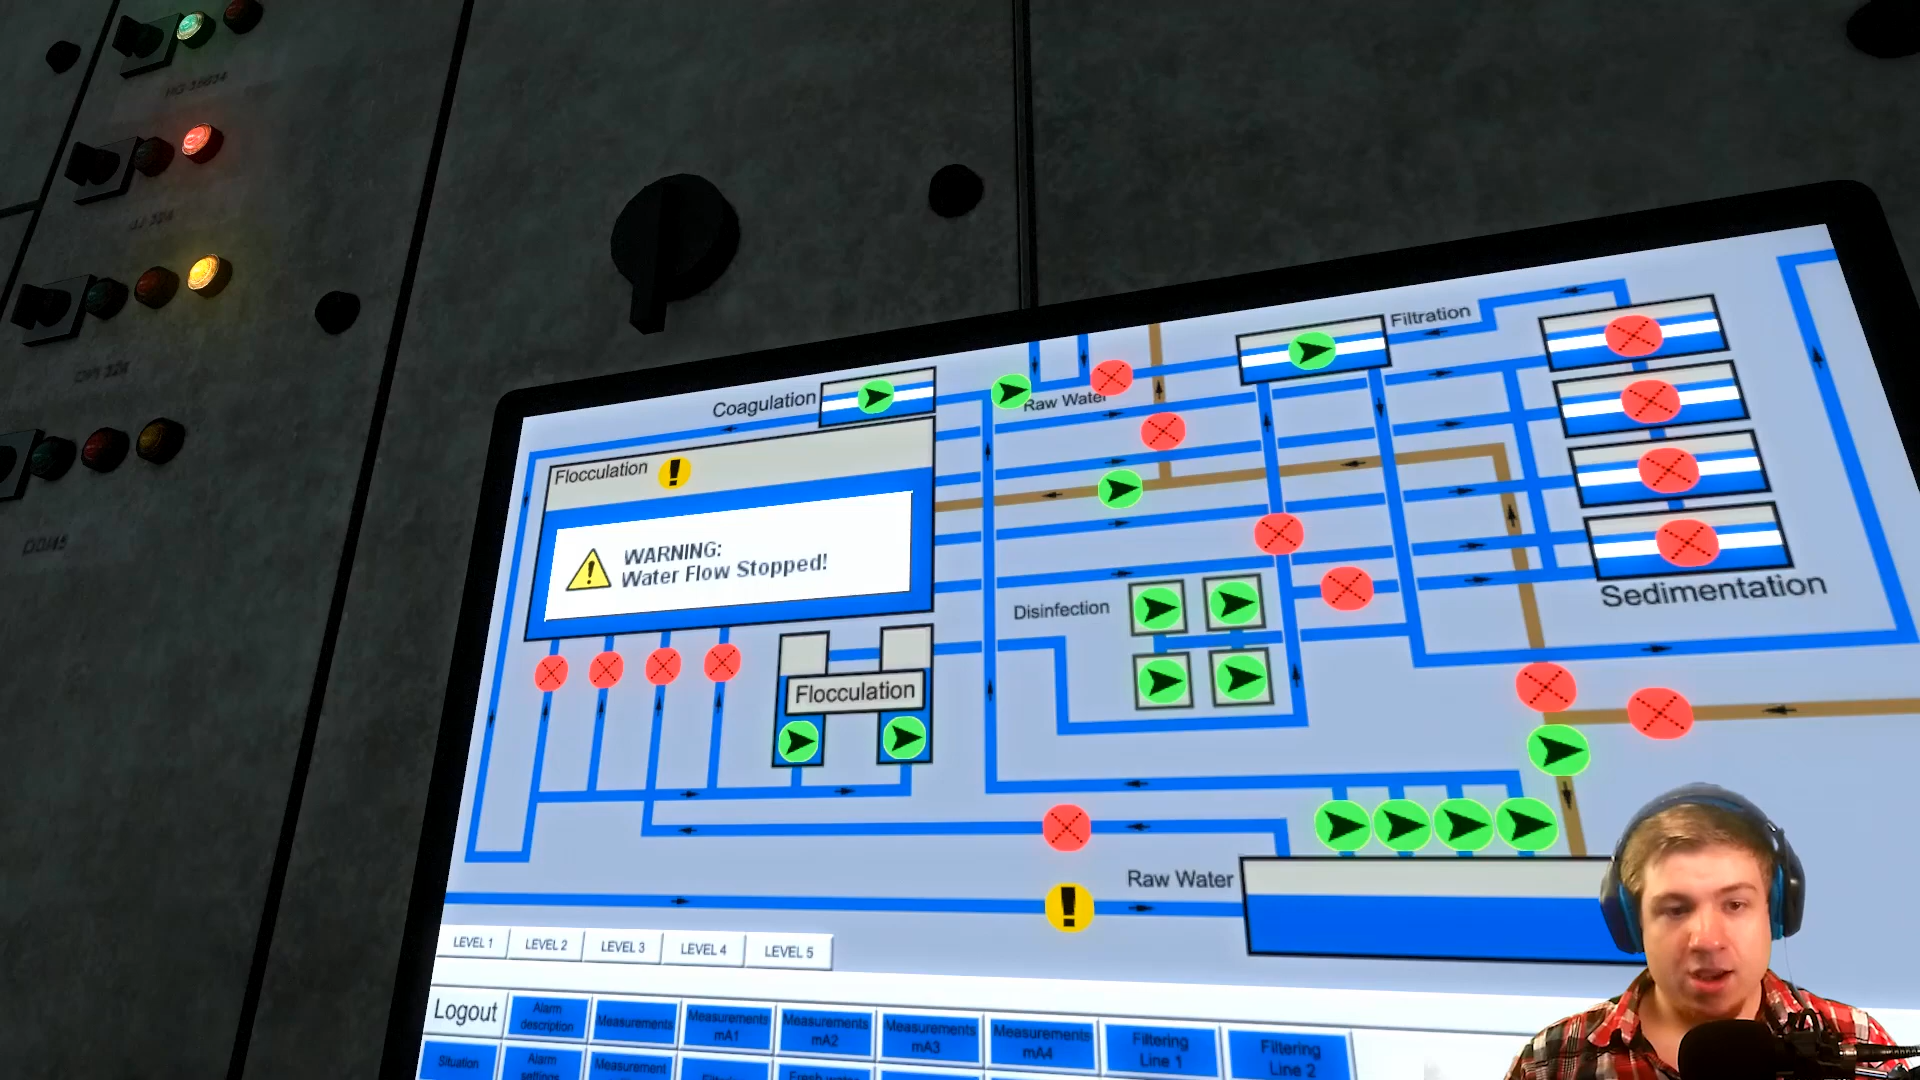 Coagulation
Filtration
Raw Water
Flocculation
WARNING:
Water Flow Stopped!
Disinfection
Sedimentation
Flocculation
Raw Water
LEVEL 1
LEVEL 2
LEVEL 3
LEVEL 4
LEVEL 5
Logout
Alarm
description
Measurements
Measurements
mA1
Measurements
mA2
Measurements
mA3
Measurements
mA4
Filtering
Line 1
Filtering
Line 2
Situation
Alarm
settings
Measurement